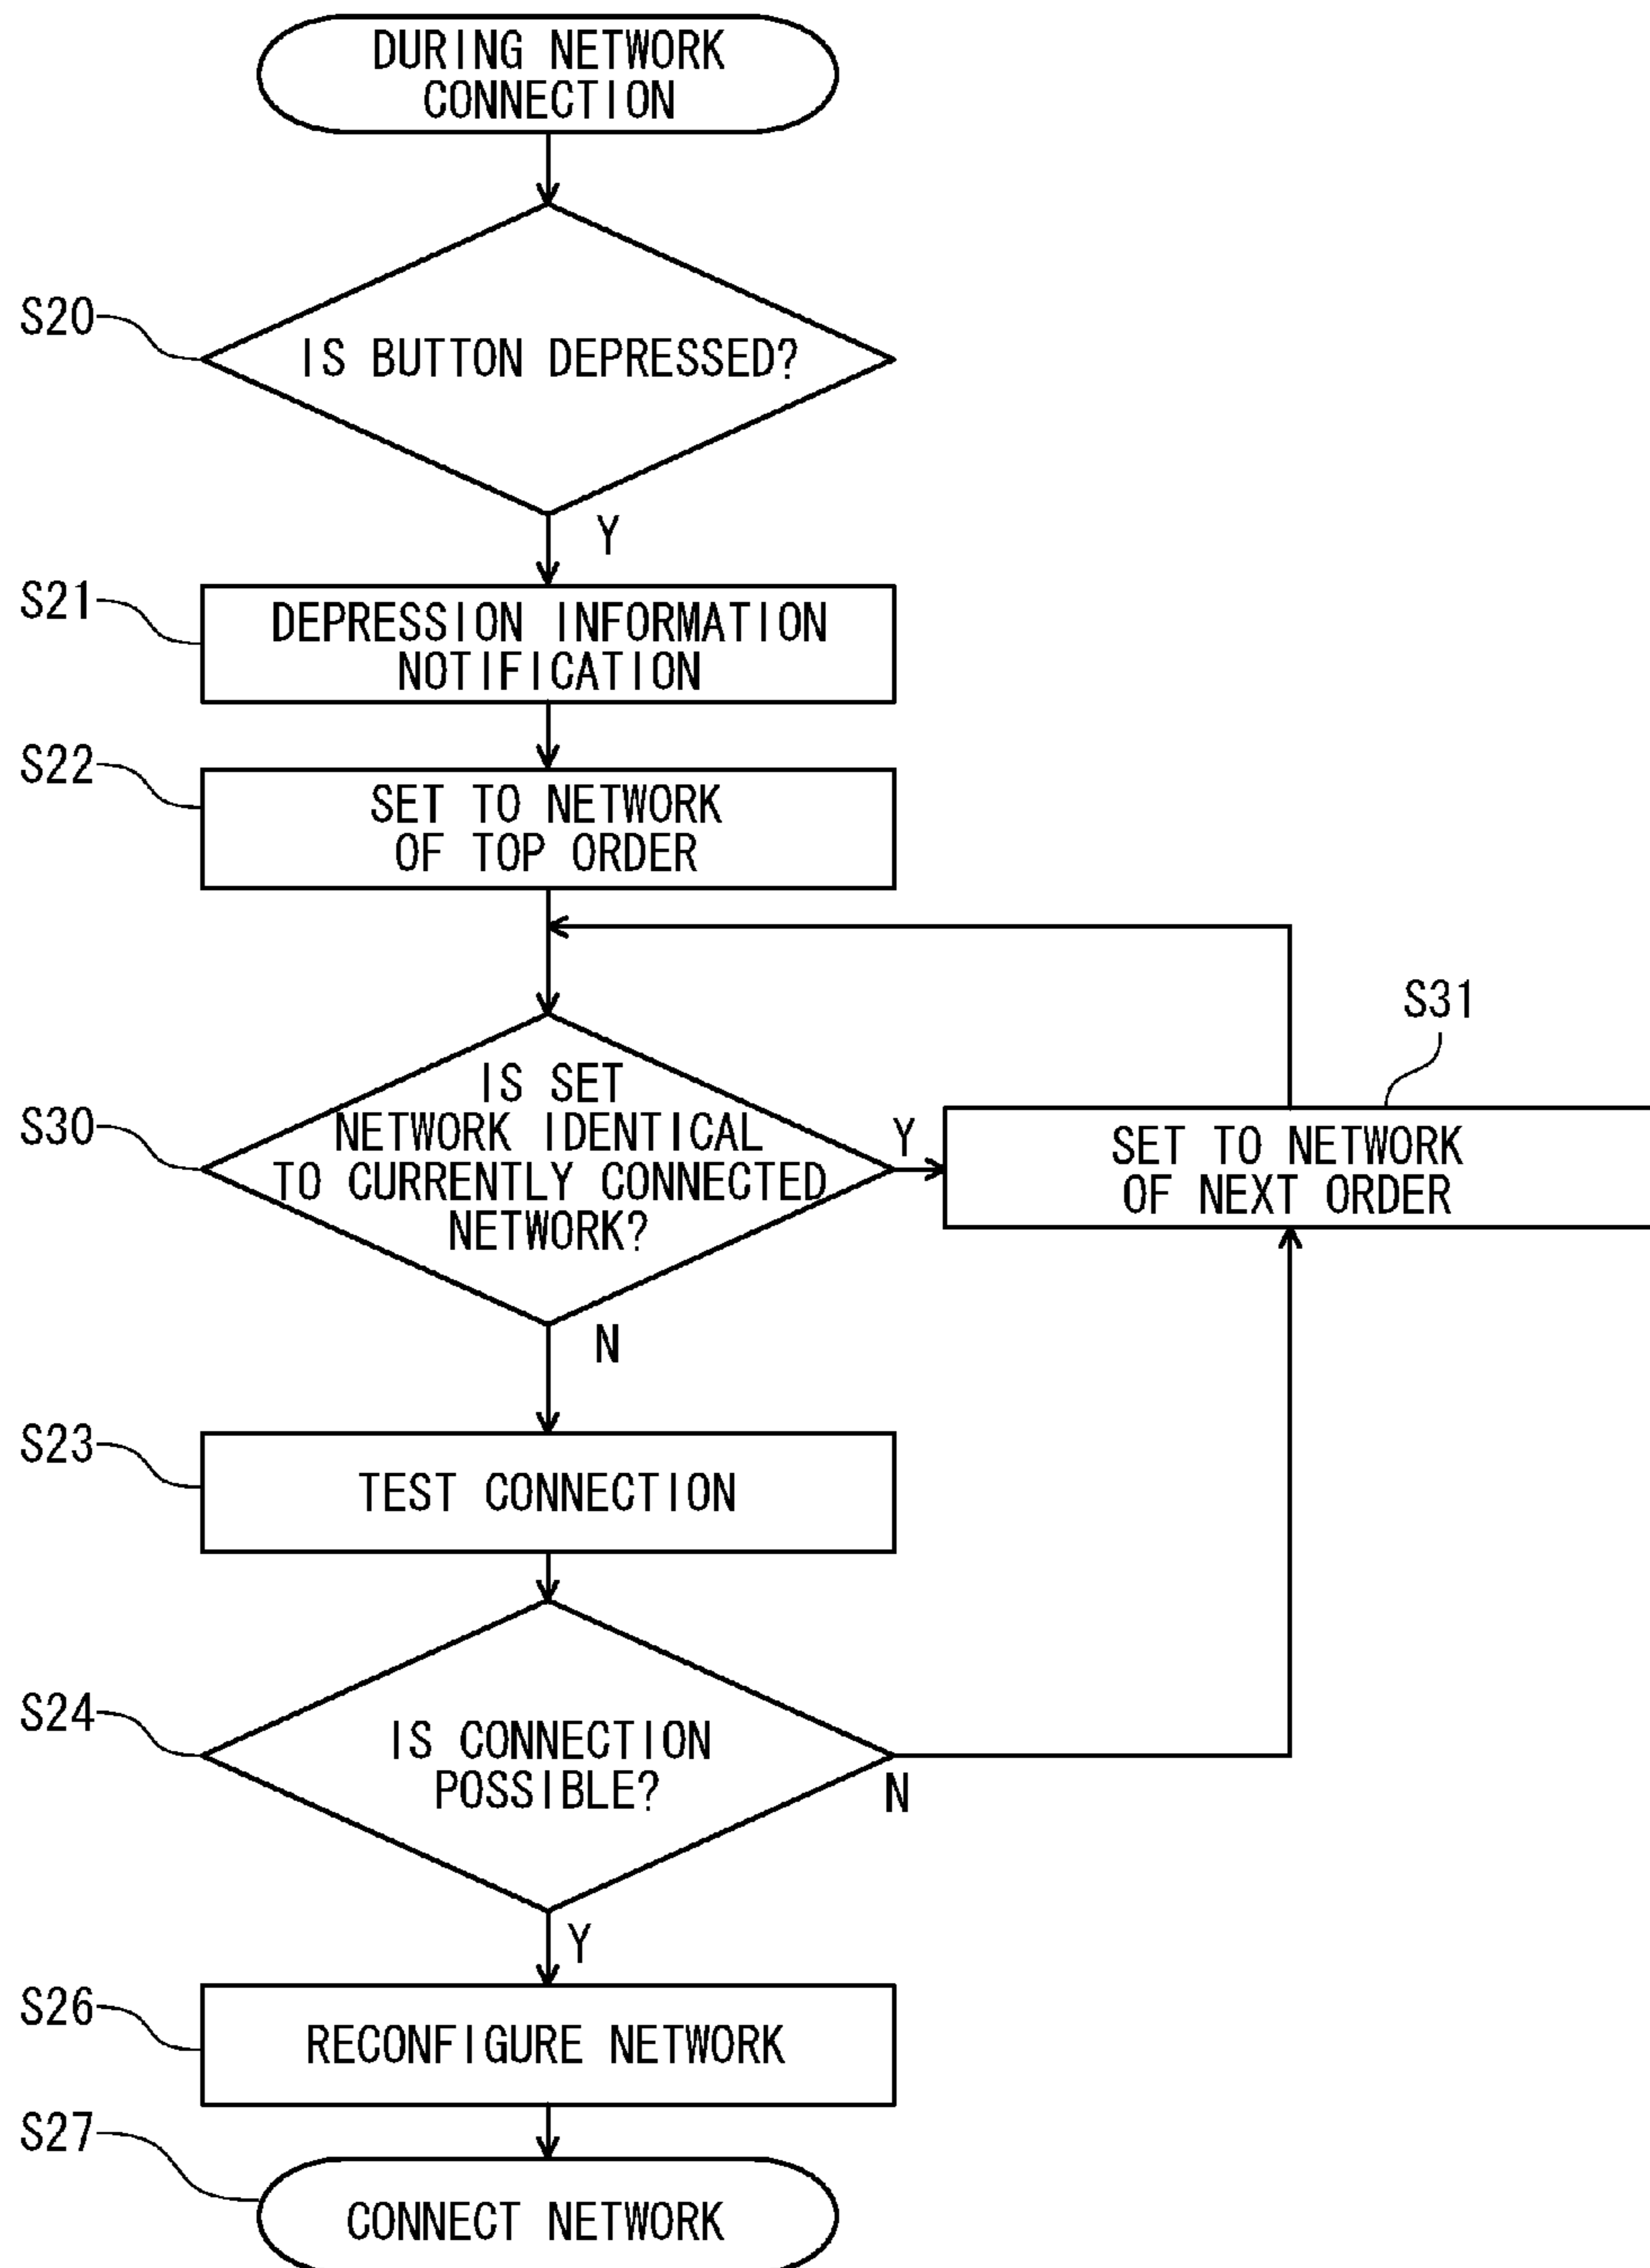 DURING NETWORK
CONNECTION
S20
IS BUTTON DEPRESSED?
Y
S21
DEPRESSION INFORMATION
NOTIFICATION
S22
SET TO NETWORK
OF TOP ORDER
S30
IS SET
NETWORK IDENTICAL
TO CURRENTLY CONNECTED
NETWORK?
Y
S31
SET TO NETWORK
OF NEXT ORDER
N
S23
TEST CONNECTION
S24
IS CONNECTION
POSSIBLE?
N
Y
S26
RECONFIGURE NETWORK
S27
CONNECT NETWORK